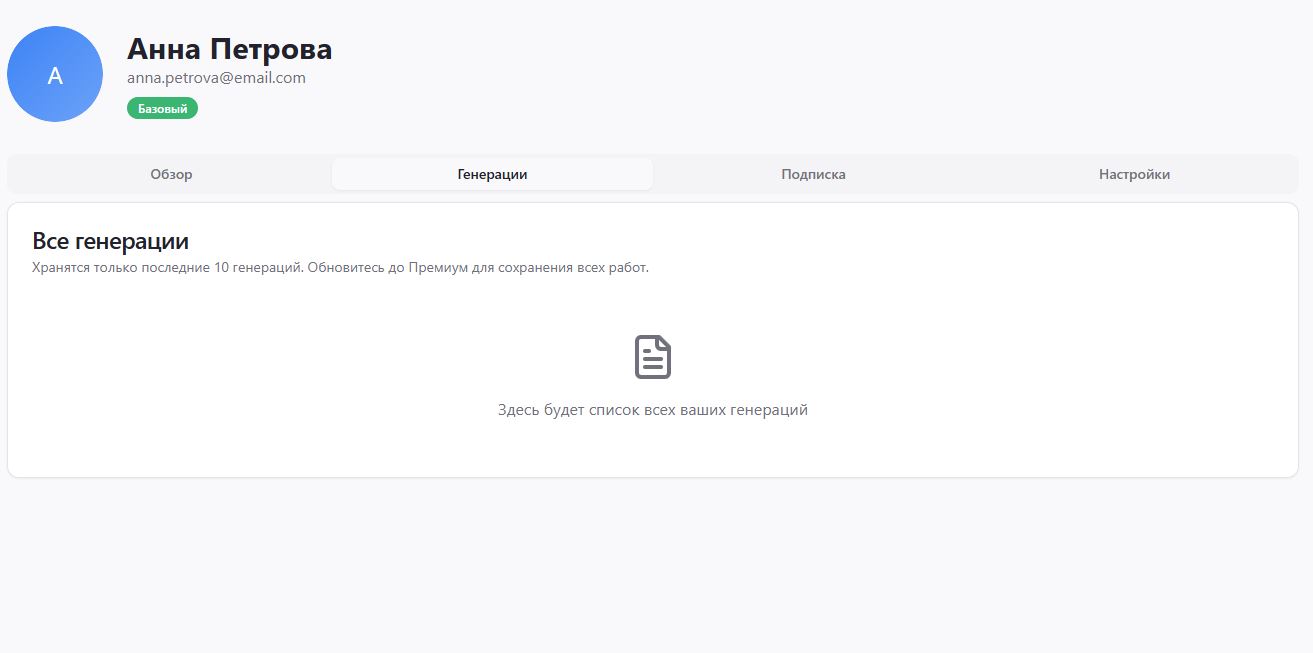 А
Анна Петрова
anna.petrova@email.com
Базовый
Обзор
Генерации
Подписка
Настройки
Все генерации
Хранятся только последние 10 генераций. Обновитесь до Премиум для сохранения всех работ.
Здесь будет список всех ваших генераций